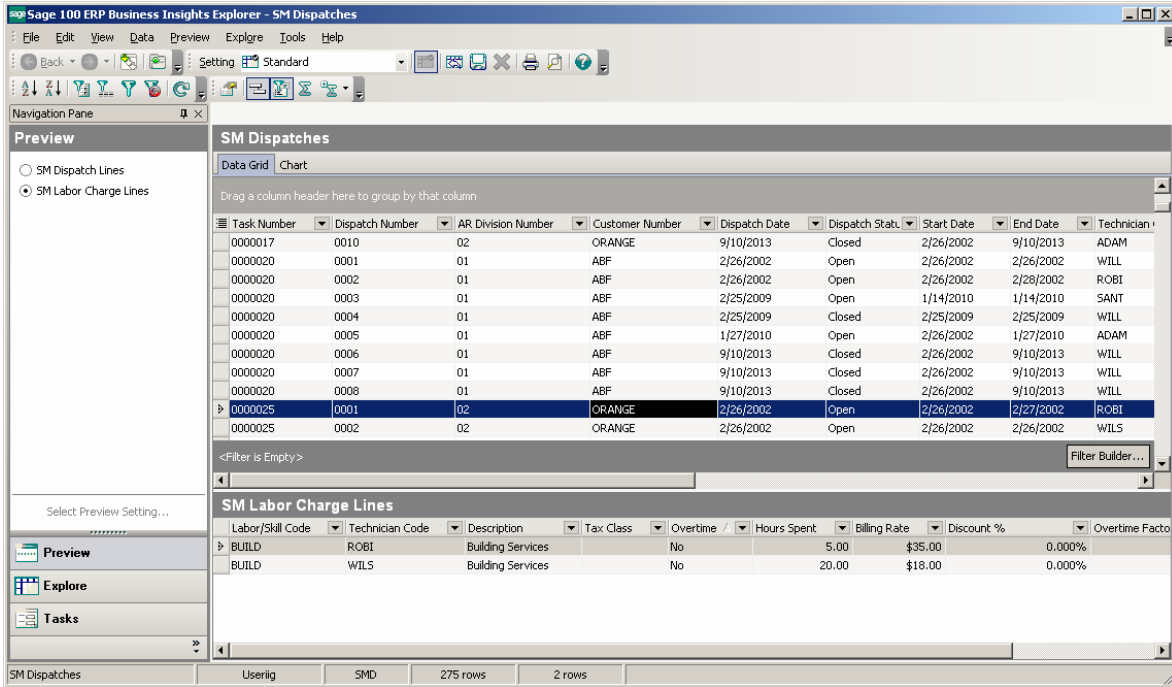 sage Sage 100 ERP Business Insights Explorer - SM Dispatches
File Edit View Data Preview Explore Tools Help
Back Setting Standard
Navigation Pane
Preview SM Dispatches
SM Dispatch Lines Data Grid Chart
SM Labor Charge Lines
Drag a column header here to group by that column
Task Number Dispatch Number AR Division Number Customer Number Dispatch Date Dispatch Statu Start Date End Date Technician
0000017 0010 02 ORANGE 9/10/2013 Closed 2/26/2002 9/10/2013 ADAM
0000020 0001 01 ABF 2/26/2002 Open 2/26/2002 2/26/2002 WILL
0000020 0002 01 ABF 2/26/2002 Open 2/26/2002 2/28/2002 ROBI
0000020 0003 01 ABF 2/25/2009 Open 1/14/2010 1/14/2010 SANT
0000020 0004 01 ABF 2/25/2009 Closed 2/25/2009 2/25/2009 WILL
0000020 0005 01 ABF 1/27/2010 Open 2/26/2002 1/27/2010 ADAM
0000020 0006 01 ABF 9/10/2013 Closed 2/26/2002 9/10/2013 WILL
0000020 0007 01 ABF 9/10/2013 Closed 2/26/2002 9/10/2013 WILL
0000020 0008 01 ABF 9/10/2013 Closed 2/26/2002 9/10/2013 WILL
0000025 0001 02 ORANGE 2/26/2002 Open 2/26/2002 2/27/2002 ROBI
0000025 0002 02 ORANGE 2/26/2002 Open 2/26/2002 2/26/2002 WILS
<Filter is Empty> Filter Builder...
Select Preview Setting...
SM Labor Charge Lines
Labor/Skill Code Technician Code Description Tax Class Overtime Hours Spent Billing Rate Discount % Overtime Facto
BUILD ROBI Building Services No 5.00 $35.00 0.000%
BUILD WILS Building Services No 20.00 $18.00 0.000%
Preview
Explore
Tasks
SM Dispatches Useriig SMD 275 rows 2 rows